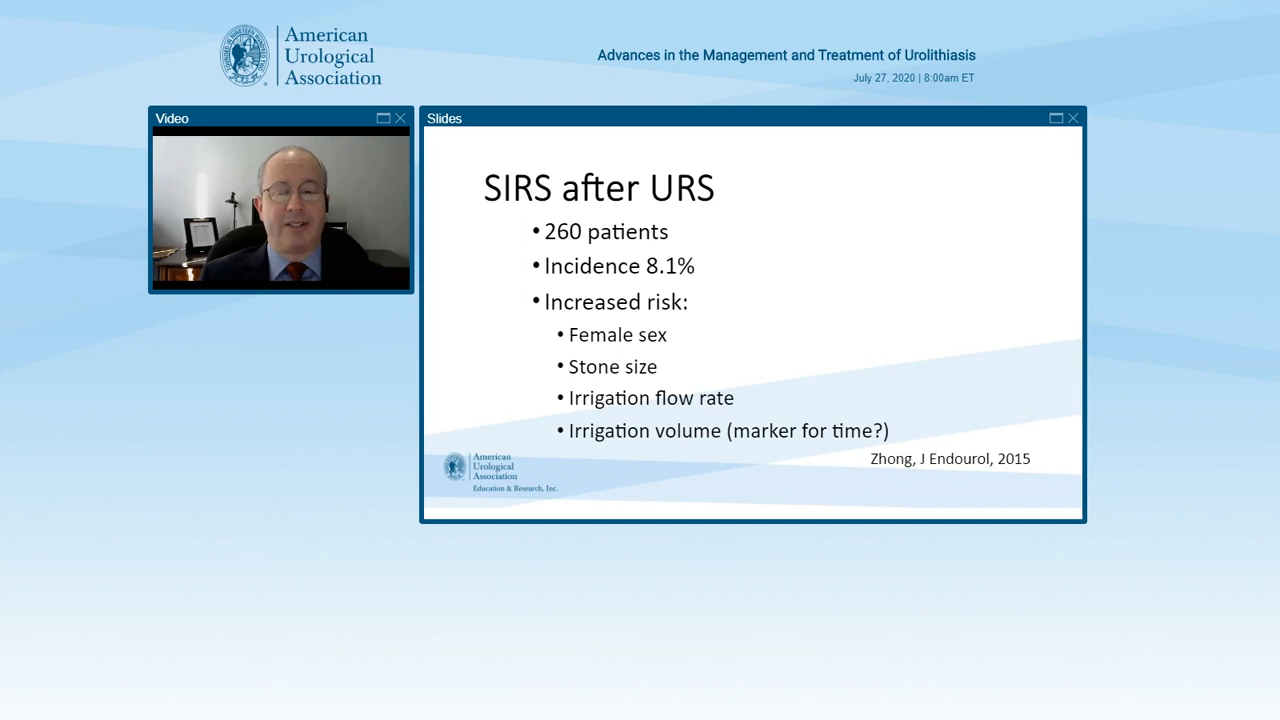 American
Urological
Association
Advances in the Management and Treatment of Urolithiasis
July 27, 2020 | 8:00am ET
Video
Slides
SIRS after URS
• 260 patients
• Incidence 8.1%
• Increased risk:
• Female sex
• Stone size
• Irrigation flow rate
• Irrigation volume (marker for time?)
Zhong, J Endourol, 2015
American
Urological
Association
Education & Research, Inc.